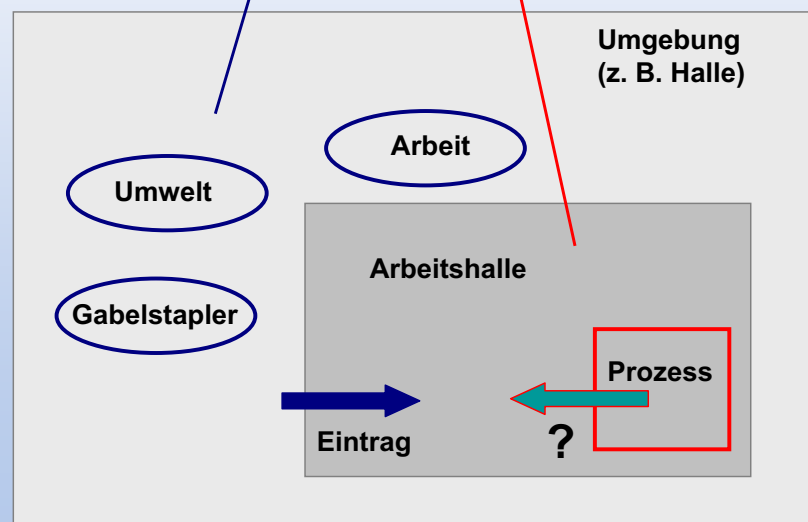 Umgebung
(z. B. Halle)
Arbeit
Umwelt
Arbeitshalle
Gabelstapler
Prozess
Eintrag
?